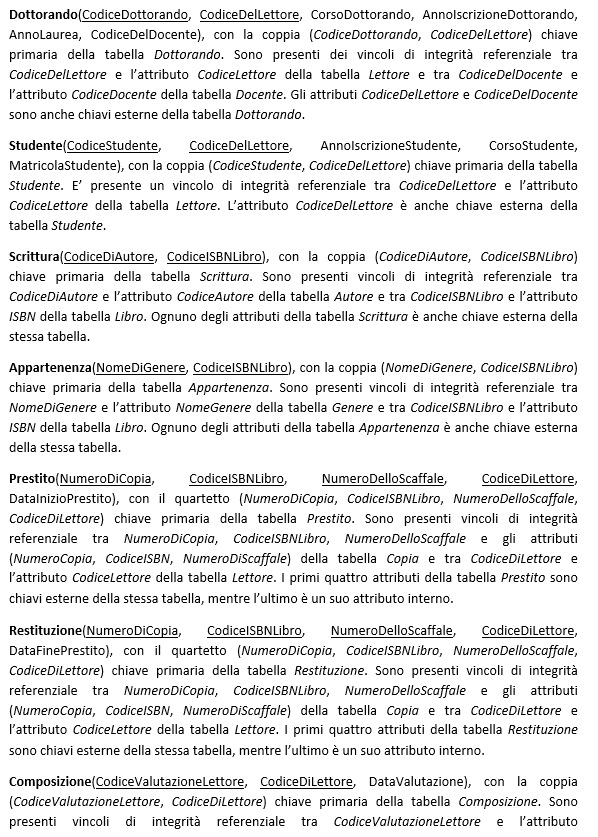 Dottorando(CodiceDottorando, CodiceDelLettore, CorsoDottorando, AnnoIscrizioneDottorando,
AnnoLaurea, CodiceDelDocente), con la coppia (CodiceDottorando, CodiceDelLettore) chiave
primaria della tabella Dottorando. Sono presenti dei vincoli di integrità referenziale tra
CodiceDelLettore e l’attributo CodiceLettore della tabella Lettore e tra CodiceDelDocente e
l’attributo CodiceDocente della tabella Docente. Gli attributi CodiceDelLettore e CodiceDelDocente
sono anche chiavi esterne della tabella Dottorando.
Studente(CodiceStudente, CodiceDelLettore, AnnoIscrizioneStudente, CorsoStudente,
MatricolaStudente), con la coppia (CodiceStudente, CodiceDelLettore) chiave primaria della tabella
Studente. E’ presente un vincolo di integrità referenziale tra CodiceDelLettore e l’attributo
CodiceLettore della tabella Lettore. L’attributo CodiceDelLettore è anche chiave esterna della
tabella Studente.
Scrittura(CodiceDiAutore, CodiceISBNLibro), con la coppia (CodiceDiAutore, CodiceISBNLibro)
chiave primaria della tabella Scrittura. Sono presenti vincoli di integrità referenziale tra
CodiceDiAutore e l’attributo CodiceAutore della tabella Autore e tra CodiceISBNLibro e l’attributo
ISBN della tabella Libro. Ognuno degli attributi della tabella Scrittura è anche chiave esterna della
stessa tabella.
Appartenenza(NomeDiGenere, CodiceISBNLibro), con la coppia (NomeDiGenere, CodiceISBNLibro)
chiave primaria della tabella Appartenenza. Sono presenti vincoli di integrità referenziale tra
NomeDiGenere e l’attributo NomeGenere della tabella Genere e tra CodiceISBNLibro e l’attributo
ISBN della tabella Libro. Ognuno degli attributi della tabella Appartenenza è anche chiave esterna
della stessa tabella.
Prestito(NumeroDiCopia, CodiceISBNLibro, NumeroDelloScaffale, CodiceDiLettore,
DataInizioPrestito), con il quartetto (NumeroDiCopia, CodiceISBNLibro, NumeroDelloScaffale,
CodiceDiLettore) chiave primaria della tabella Prestito. Sono presenti vincoli di integrità
referenziale tra NumeroDiCopia, CodiceISBNLibro, NumeroDelloScaffale e gli attributi
(NumeroCopia, CodiceISBN, NumeroDiScaffale) della tabella Copia e tra CodiceDiLettore e
l’attributo CodiceLettore della tabella Lettore. I primi quattro attributi della tabella Prestito sono
chiavi esterne della stessa tabella, mentre l’ultimo è un suo attributo interno.
Restituzione(NumeroDiCopia, CodiceISBNLibro, NumeroDelloScaffale, CodiceDiLettore,
DataFinePrestito), con il quartetto (NumeroDiCopia, CodiceISBNLibro, NumeroDelloScaffale,
CodiceDiLettore) chiave primaria della tabella Restituzione. Sono presenti vincoli di integrità
referenziale tra NumeroDiCopia, CodiceISBNLibro, NumeroDelloScaffale e gli attributi
(NumeroCopia, CodiceISBN, NumeroDiScaffale) della tabella Copia e tra CodiceDiLettore e
l’attributo CodiceLettore della tabella Lettore. I primi quattro attributi della tabella Restituzione
sono chiavi esterne della stessa tabella, mentre l’ultimo è un suo attributo interno.
Composizione(CodiceValutazioneLettore, CodiceDiLettore, DataValutazione), con la coppia
(CodiceValutazioneLettore, CodiceDiLettore) chiave primaria della tabella Composizione. Sono
presenti vincoli di integrità referenziale tra CodiceValutazioneLettore e l’attributo